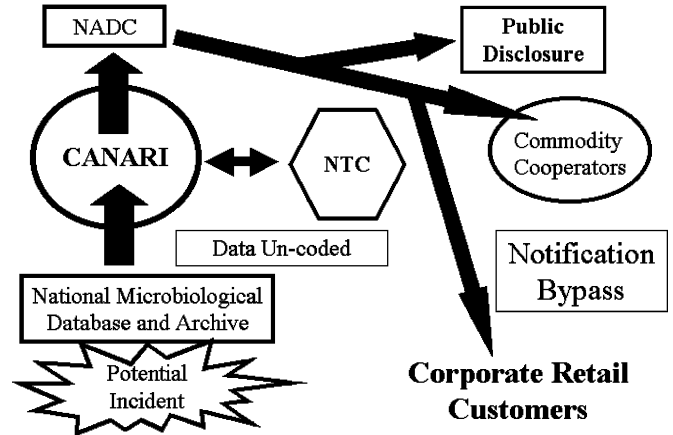 NADC
Public
Disclosure
CANARI
NTC
Commodity
Cooperators
Data Un-coded
Notification
Bypass
National Microbiological
Database and Archive
Potential
Incident
Corporate Retail
Customers